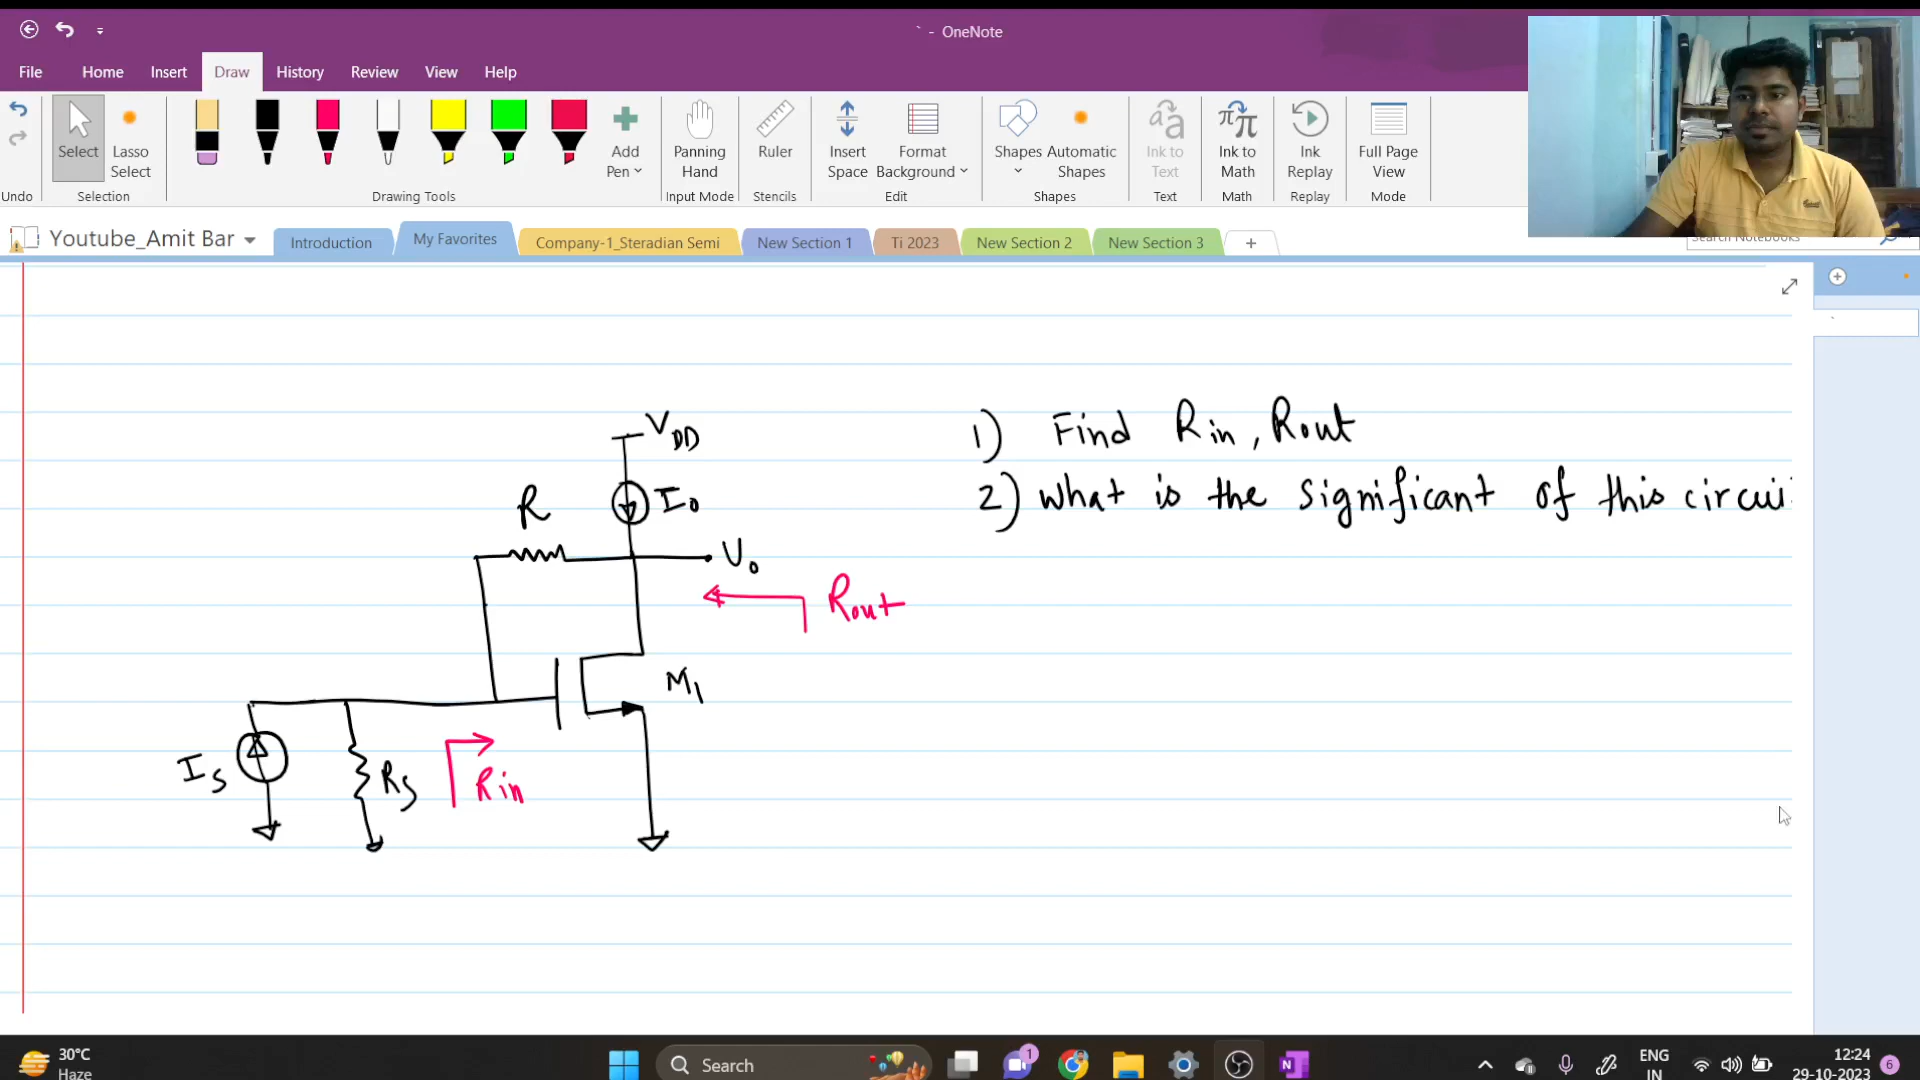 ` - OneNote
File Home Insert Draw History Review View Help
Select
Lasso Select
Add Pen
Panning Hand
Ruler
Insert Space
Format Background
Shapes
Automatic Shapes
Ink to Text
Ink to Math
Ink Replay
Full Page View
Undo Selection Drawing Tools Input Mode Stencils Edit Shapes Text Math Replay Mode
Youtube_Amit Bar Introduction My Favorites Company-1_Steradian Semi New Section 1 Ti 2023 New Section 2 New Section 3 +
Search Notebooks
VDD
1) Find Rin, Rout
R
I0
2) What is the significant of this circui
V0
Rout
M1
IS
RS
Rin
30°C
Haze
Search
1
ENG
IN
12:24
29-10-2023
6